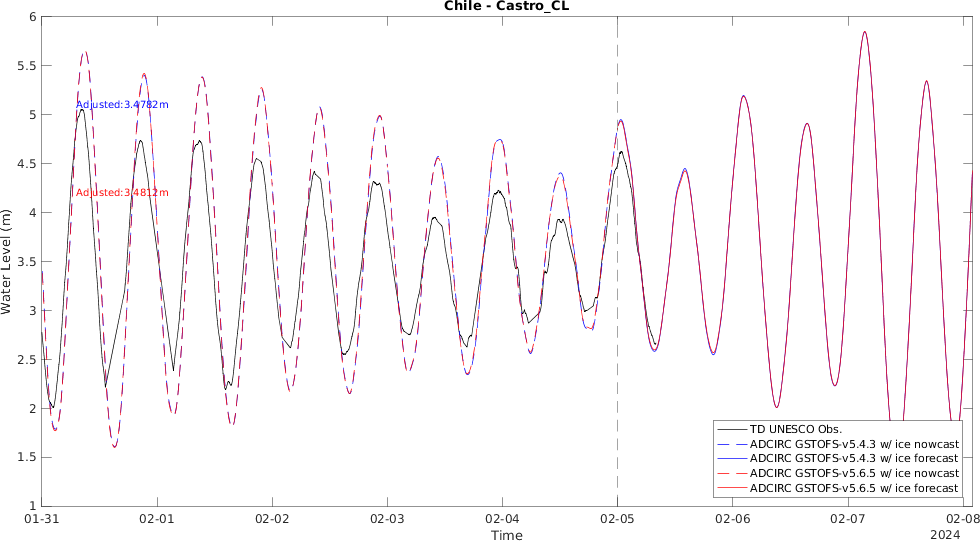 Chile - Castro_CL
6
5.5
5
4.5
4
3.5
3
2.5
2
1.5
1
Water Level (m)
Adjusted:3.4782m
Adjusted:3.4812m
TD UNESCO Obs.
ADCIRC GSTOFS-v5.4.3 w/ ice nowcast
ADCIRC GSTOFS-v5.4.3 w/ ice forecast
ADCIRC GSTOFS-v5.6.5 w/ ice nowcast
ADCIRC GSTOFS-v5.6.5 w/ ice forecast
01-31 02-01 02-02 02-03 02-04 02-05 02-06 02-07 02-08
Time
2024